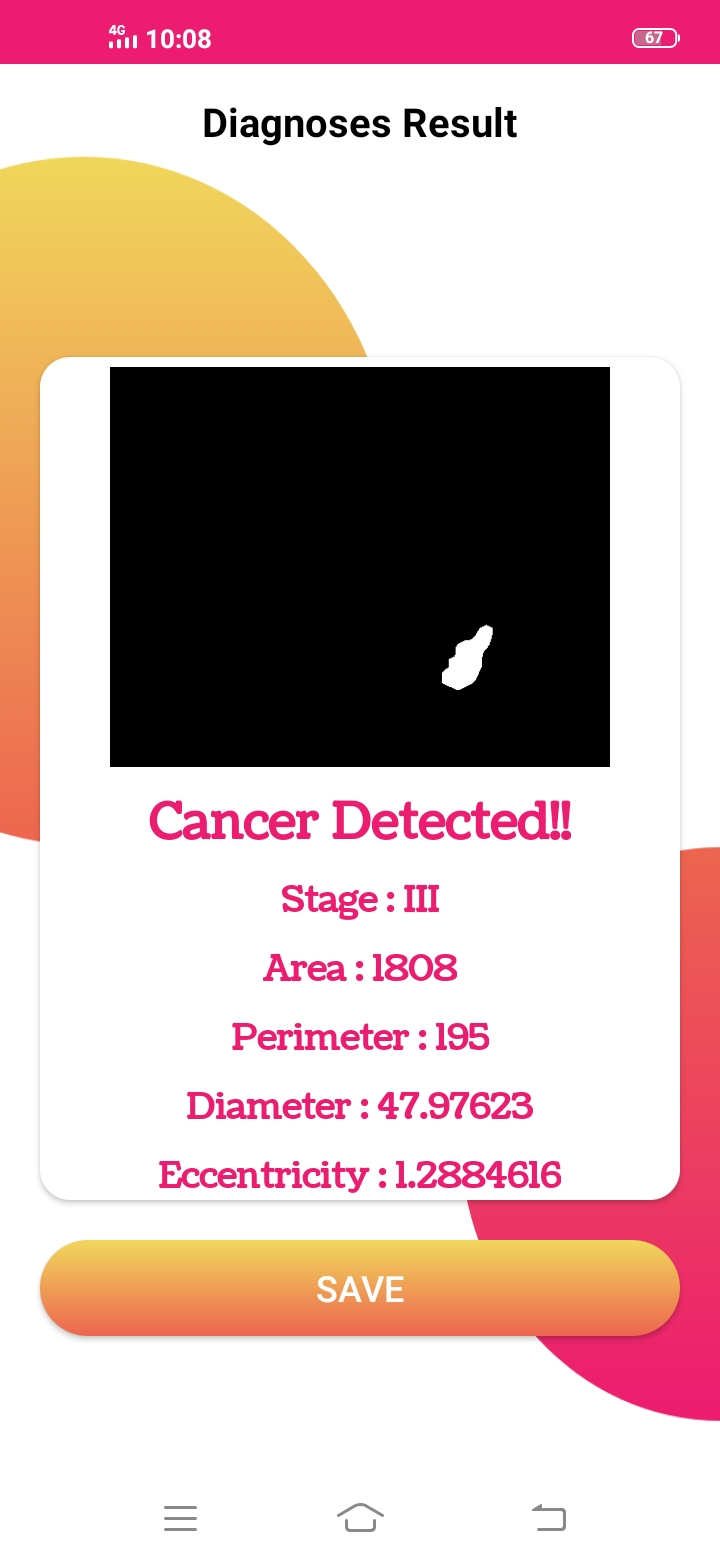 4G 10:08 67
Diagnoses Result
Cancer Detected!!
Stage : III
Area : 1808
Perimeter : 195
Diameter : 47.97623
Eccentricity : 1.2884616
SAVE